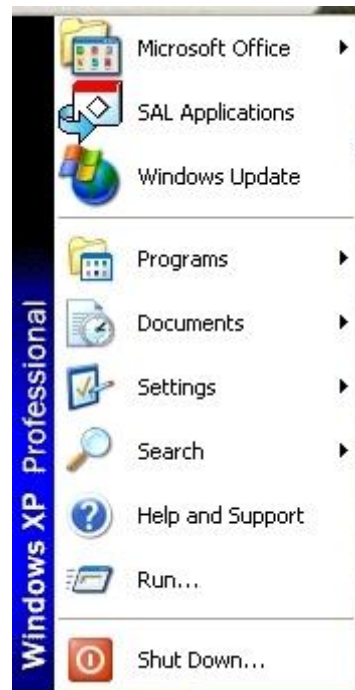 Microsoft Office
SAL Applications
Windows Update
Programs
Documents
Settings
Search
Help and Support
Run...
Shut Down...
Windows XP Professional